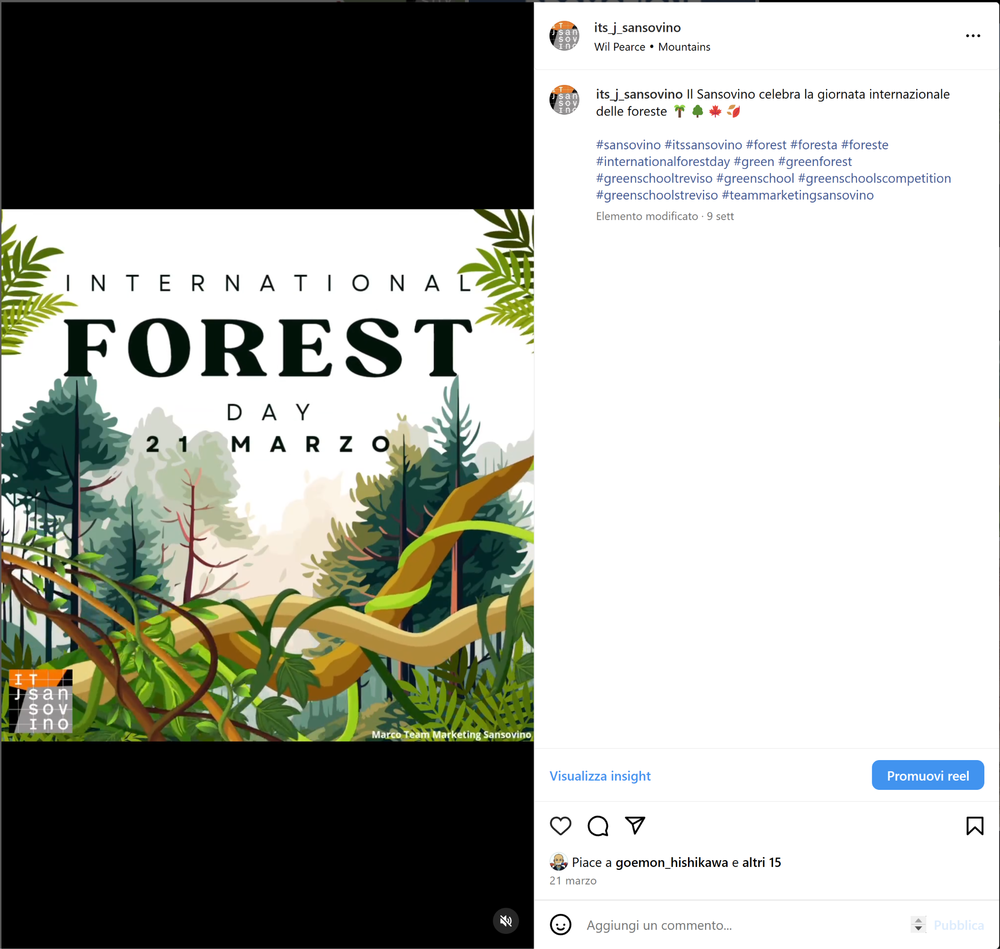 INTERNATIONAL
FOREST
DAY
21 MARZO
IT
jsan
sov
ino
Marco Team Marketing Sansovino
its_j_sansovino
Wil Pearce • Mountains
its_j_sansovino Il Sansovino celebra la giornata internazionale
delle foreste 🌴 🌳 🍁 🍂
#sansovino #itssansovino #forest #foresta #foreste
#internationalforestday #green #greenforest
#greenschooltreviso #greenschool #greenschoolscompetition
#greenschoolstreviso #teammarketingsansovino
Elemento modificato · 9 sett
Visualizza insight
Promuovi reel
Piace a goemon_hishikawa e altri 15
21 marzo
Aggiungi un commento...
Pubblica